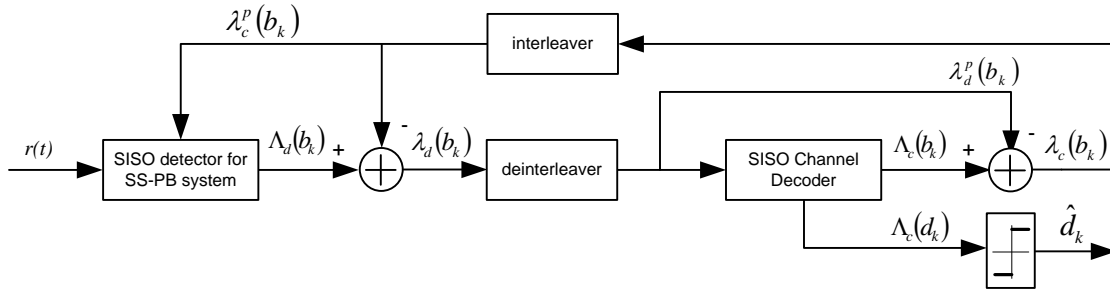 λ_c^p(b_k)
interleaver
λ_d^p(b_k)
r(t)
SISO detector for
SS-PB system
Λ_d(b_k)
+
-
λ_d(b_k)
deinterleaver
SISO Channel
Decoder
Λ_c(b_k)
+
-
λ_c(b_k)
Λ_c(d_k)
d̂_k